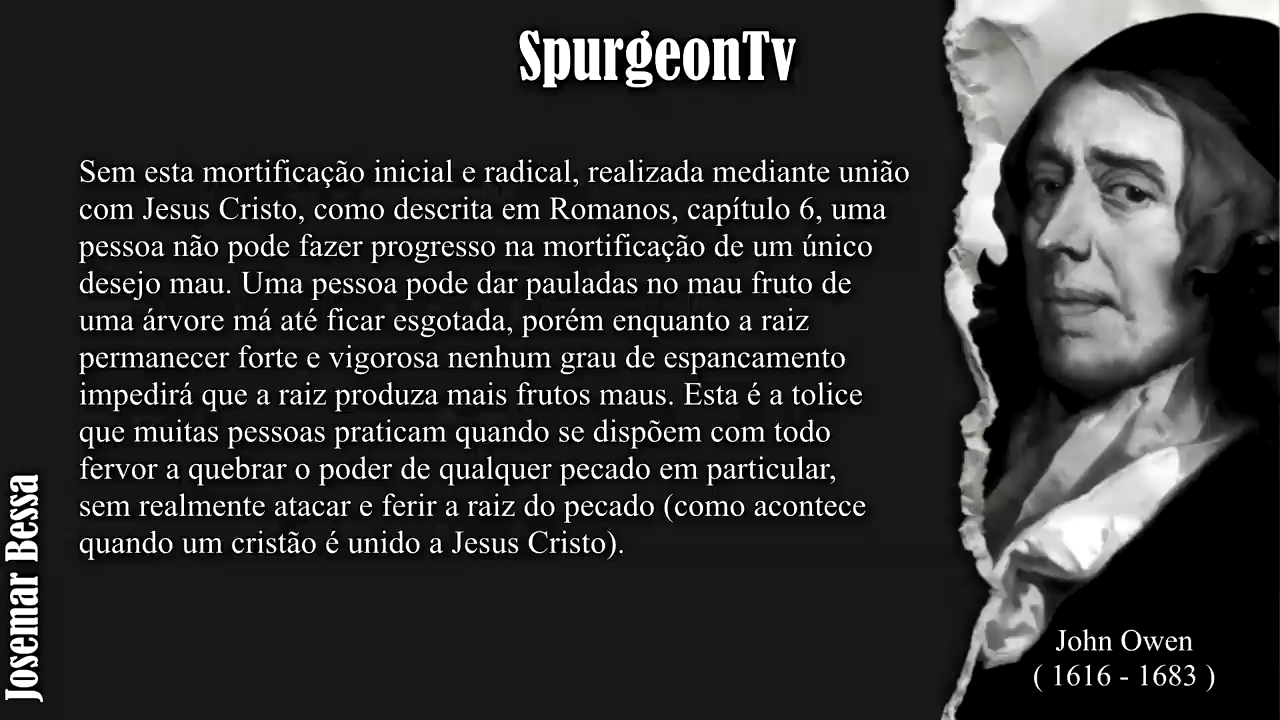 SpurgeonTv
Sem esta mortificação inicial e radical, realizada mediante união
com Jesus Cristo, como descrita em Romanos, capítulo 6, uma
pessoa não pode fazer progresso na mortificação de um único
desejo mau. Uma pessoa pode dar pauladas no mau fruto de
uma árvore má até ficar esgotada, porém enquanto a raiz
permanecer forte e vigorosa nenhum grau de espancamento
impedirá que a raiz produza mais frutos maus. Esta é a tolice
que muitas pessoas praticam quando se dispõem com todo
fervor a quebrar o poder de qualquer pecado em particular,
sem realmente atacar e ferir a raiz do pecado (como acontece
quando um cristão é unido a Jesus Cristo).
Josemar Bessa
John Owen
( 1616 - 1683 )